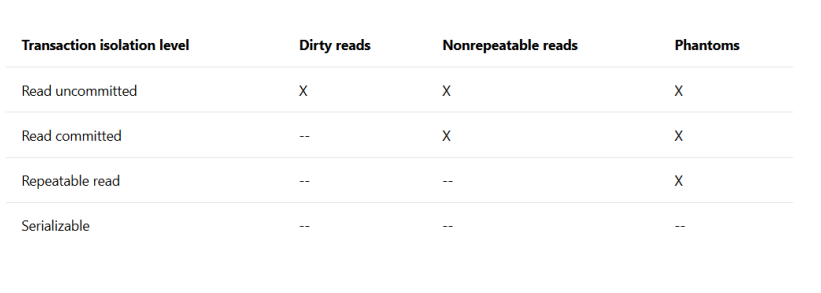 Transaction isolation level Dirty reads Nonrepeatable reads Phantoms
Read uncommitted X X X
Read committed -- X X
Repeatable read -- -- X
Serializable -- -- --